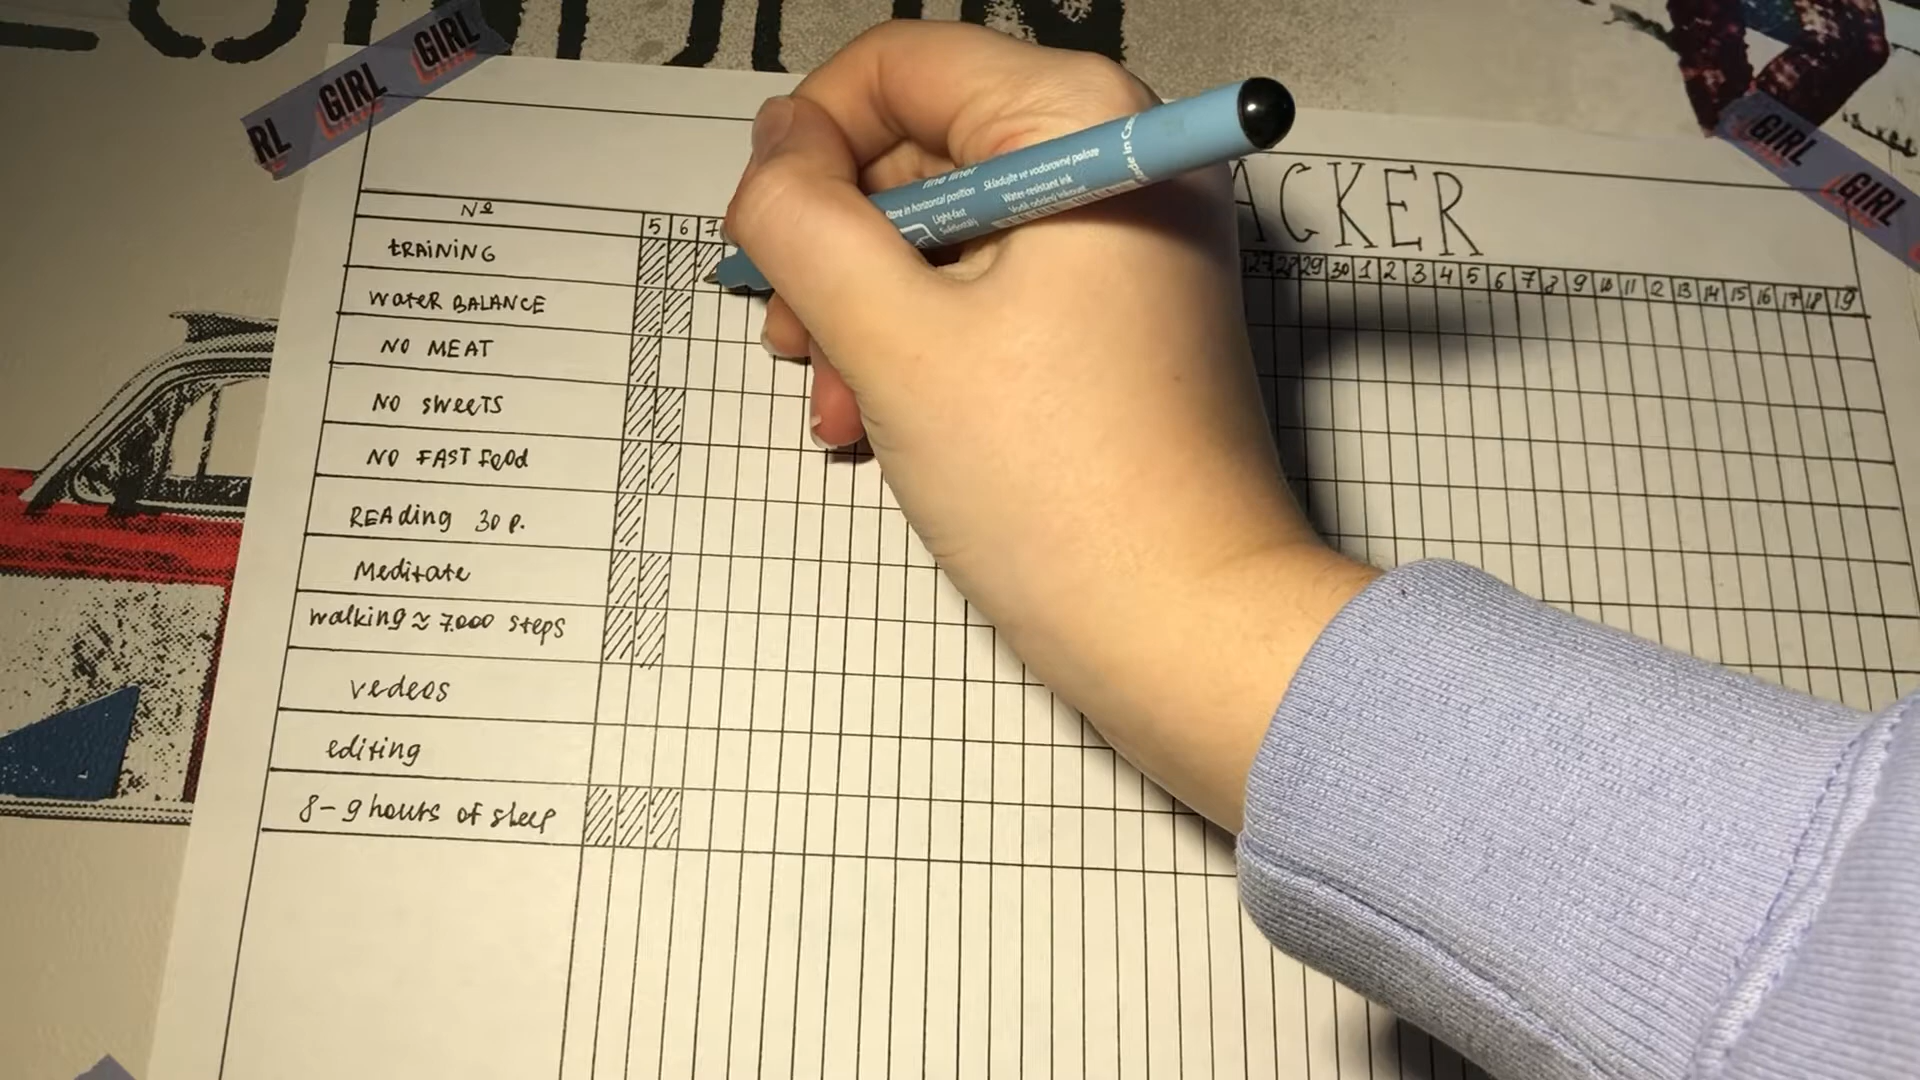 LONDON
GIRL
GIRL
RL
GIRL
GIRL
ACKER
№ 5 6 7 27 28 29 30 1 2 3 4 5 6 7 8 9 10 11 12 13 14 15 16 17 18 19
tRAiNiNG
WateR BALANCE
NO MEAT
NO sweeTS
NO FAST Food
REAding 30 p.
Meditate
walking ≈ 7.000 steps
vedeos
editing
8-9 hours of sleep
fine liner
Store in horizontal position Skladujte ve vodorovné poloze
Light-fast Water-resistant ink